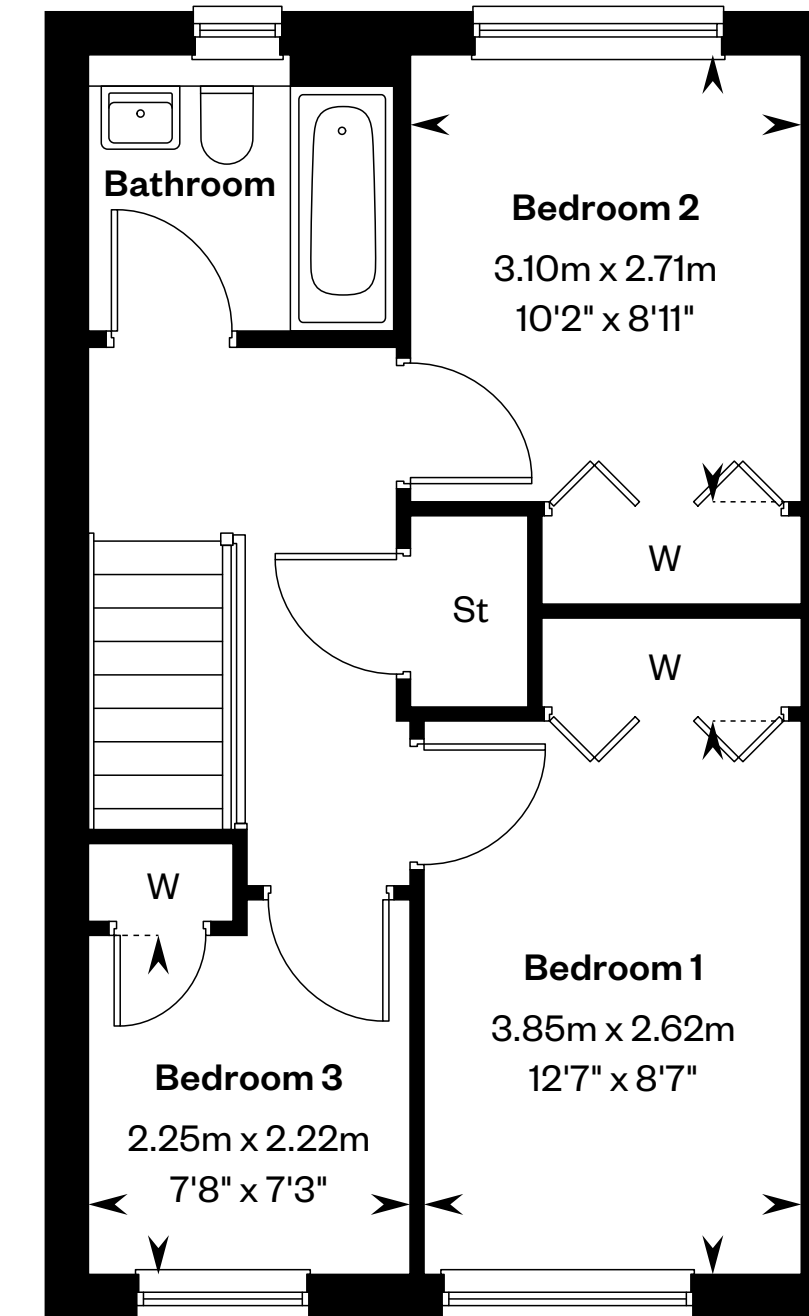 Bathroom
Bedroom 2
3.10m x 2.71m
10'2" x 8'11"
W
St
W
W
Bedroom 1
3.85m x 2.62m
12'7" x 8'7"
Bedroom 3
2.25m x 2.22m
7'8" x 7'3"